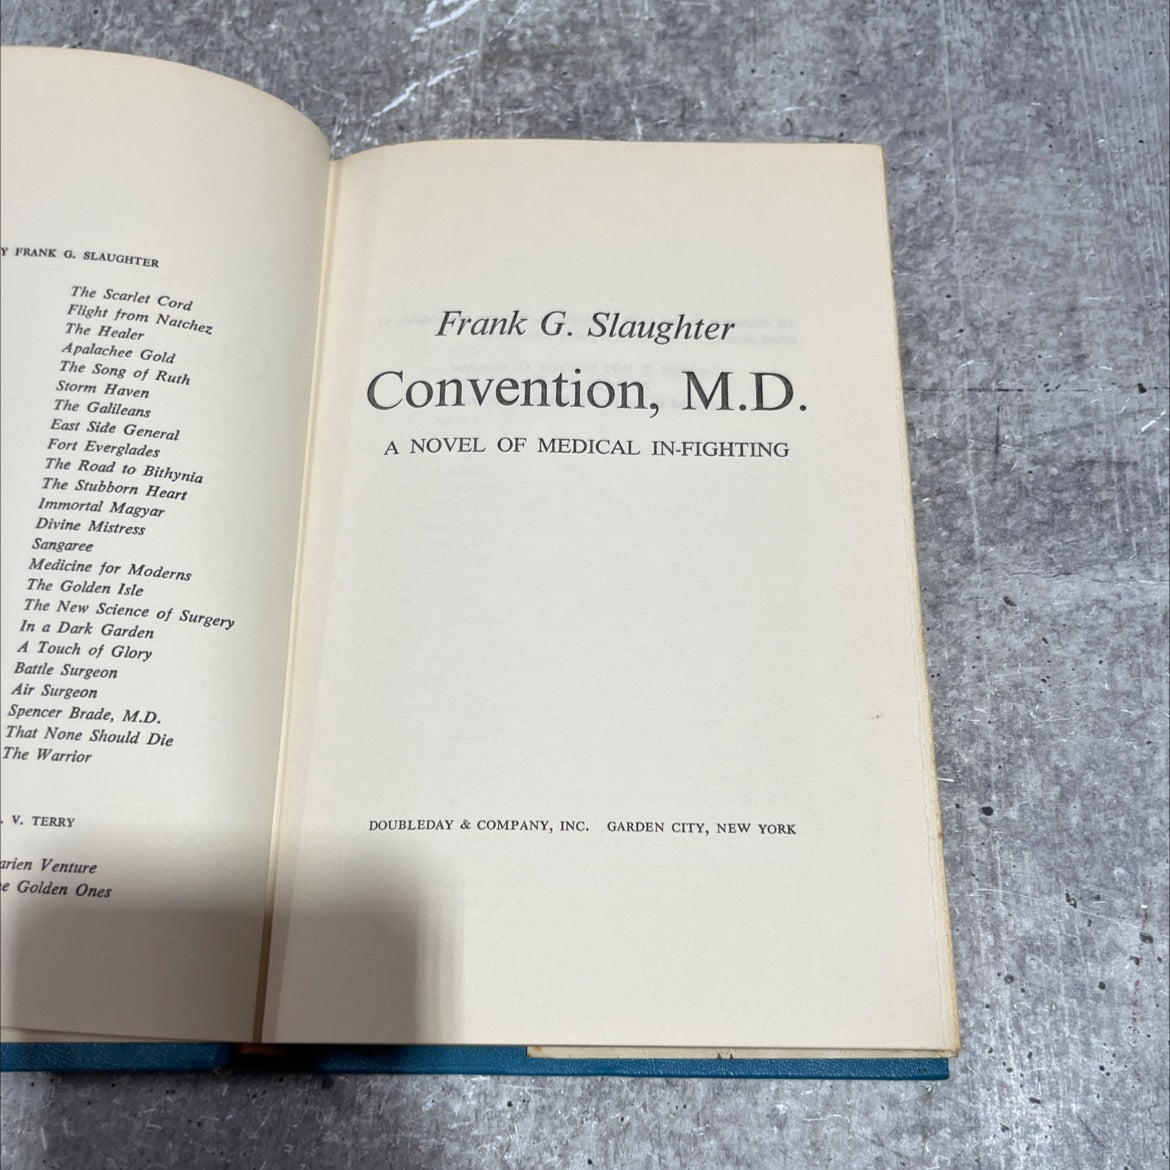 Y FRANK G. SLAUGHTER
The Scarlet Cord
Flight from Natchez
The Healer
Apalachee Gold
The Song of Ruth
Storm Haven
The Galileans
East Side General
Fort Everglades
The Road to Bithynia
The Stubborn Heart
Immortal Magyar
Divine Mistress
Sangaree
Medicine for Moderns
The Golden Isle
The New Science of Surgery
In a Dark Garden
A Touch of Glory
Battle Surgeon
Air Surgeon
Spencer Brade, M.D.
That None Should Die
The Warrior
. V. TERRY
arien Venture
e Golden Ones
Frank G. Slaughter
Convention, M.D.
A NOVEL OF MEDICAL IN-FIGHTING
DOUBLEDAY & COMPANY, INC. GARDEN CITY, NEW YORK